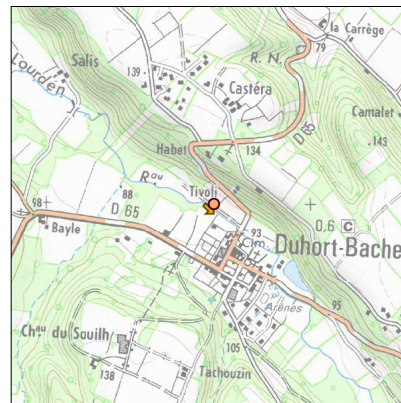 la Carrège
79
Salis
R. N.
Lourden
139
Castéra
D 65
Camalet
143
Habet
134
Rau
Tivoli
88
98
D 65
Bayle
0,6 C
93
Cim.
Duhort-Bache
95
Arènes
Chau du Souilh
105
138
Tachouzin